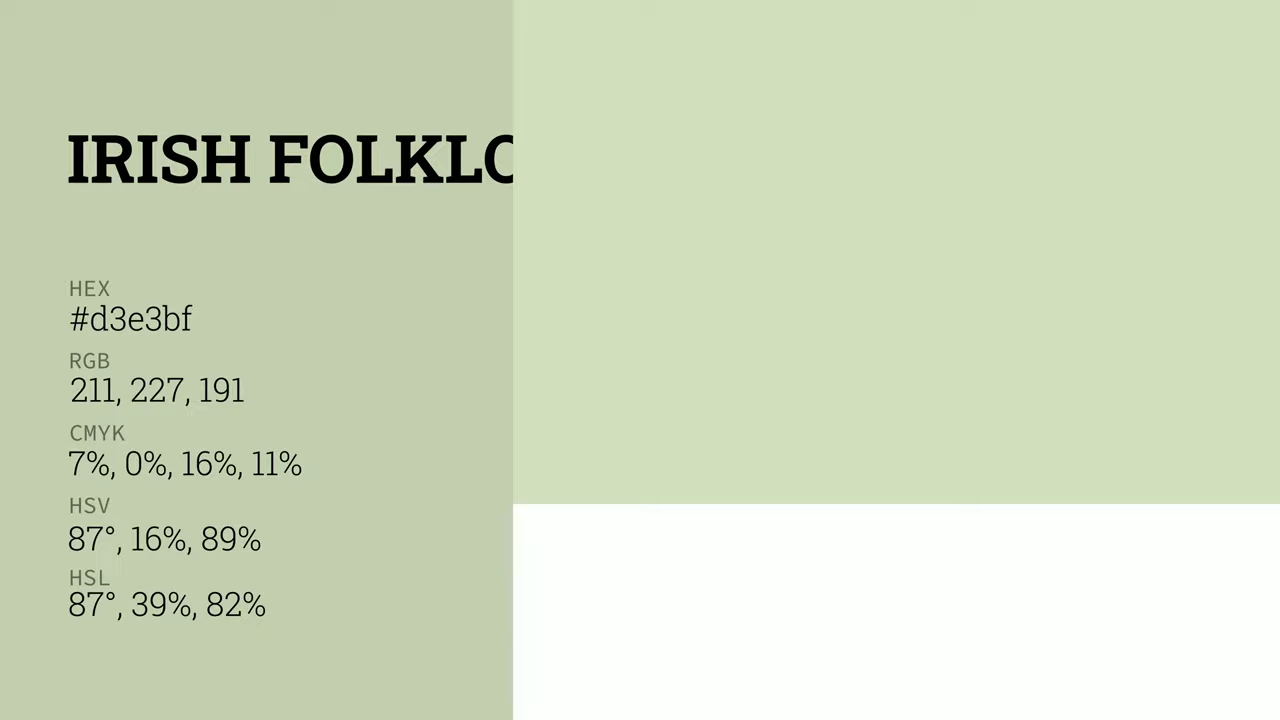 IRISH FOLKLO
HEX
#d3e3bf
RGB
211, 227, 191
CMYK
7%, 0%, 16%, 11%
HSV
87°, 16%, 89%
HSL
87°, 39%, 82%